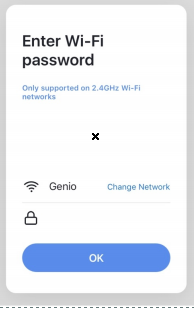 Enter Wi-Fi
password
Only supported on 2.4GHz Wi-Fi
networks
Genio
Change Network
OK